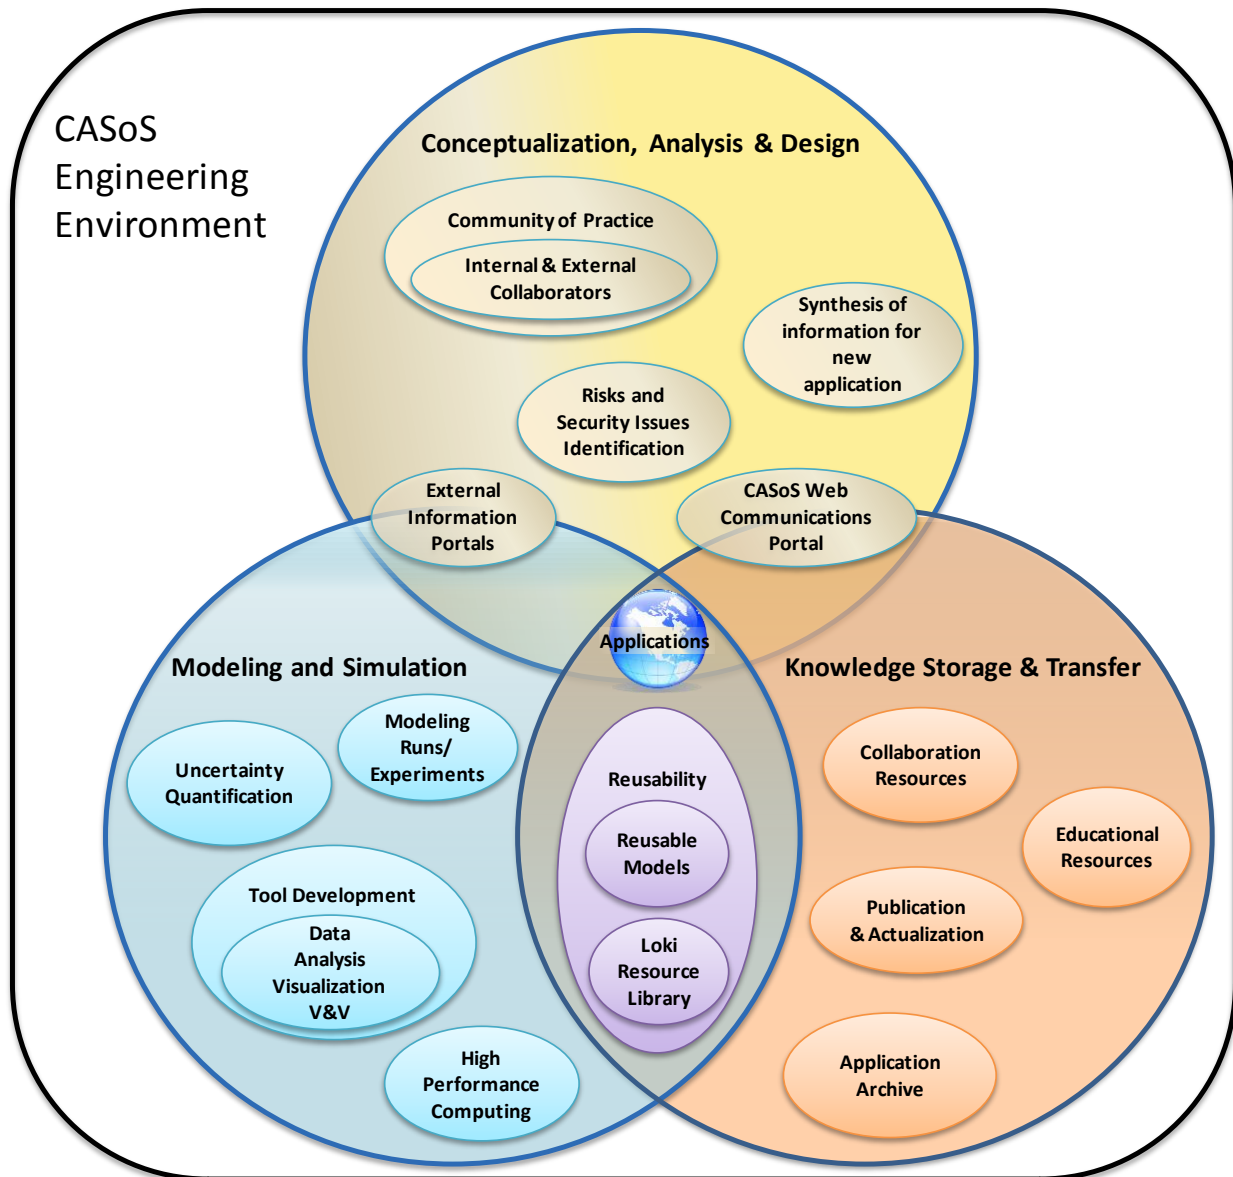 CASoS
Engineering
Environment
Conceptualization, Analysis & Design
Community of Practice
Internal & External
Collaborators
Synthesis of
information for
new
application
Risks and
Security Issues
Identification
External
Information
Portals
CASoS Web
Communications
Portal
Applications
Modeling and Simulation
Knowledge Storage & Transfer
Modeling
Runs/
Experiments
Uncertainty
Quantification
Tool Development
Data
Analysis
Visualization
V&V
High
Performance
Computing
Reusability
Reusable
Models
Loki
Resource
Library
Collaboration
Resources
Educational
Resources
Publication
& Actualization
Application
Archive